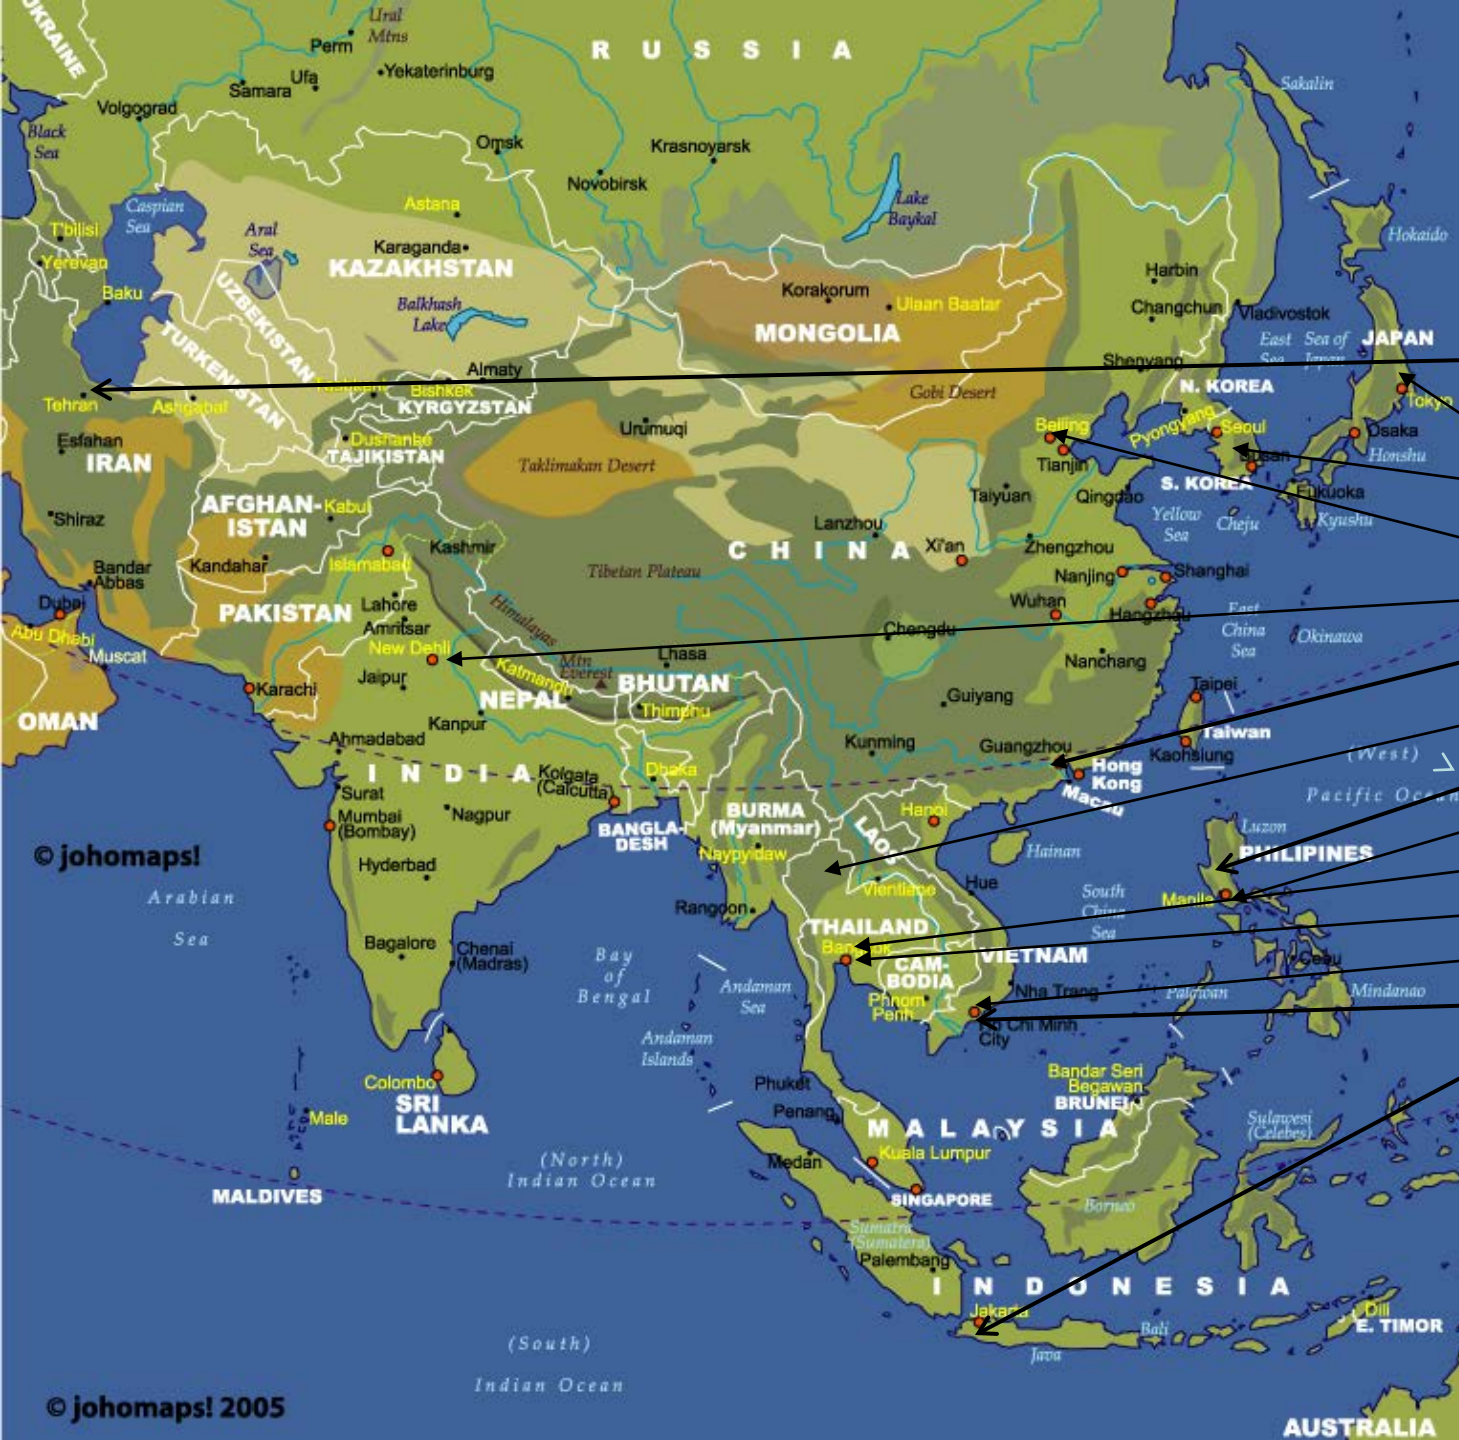 UKRAINE
Ural
Mtns
Perm
R U S S I A
Yekaterinburg
Ufa
Samara
Volgograd
Sakalin
Black
Sea
Omsk
Krasnoyarsk
Novobirsk
Lake
Baykal
Caspian
Sea
Astana
T'bilisi
Aral
Sea
Hokaido
Karaganda
KAZAKHSTAN
Yerevan
Baku
Harbin
Korakorum
Ulaan Baatar
Balkhash
Lake
Changchun
Vladivostok
UZBEKISTAN
MONGOLIA
TURKENISTAN
East
Sea
Sea of
Japan
JAPAN
Almaty
Shenyang
Bishkek
N. KOREA
Gobi Desert
Tehran
Ashgabat
KYRGYZSTAN
Tokyo
Urumuqi
Beijing
Pyongyang
Seoul
Osaka
Esfahan
Dushanbe
TAJIKISTAN
IRAN
Taklimakan Desert
Tianjin
Busan
Honshu
S. KOREA
Taiyuan
Qingdao
Fukuoka
AFGHAN-
ISTAN
Kabul
Shiraz
Lanzhou
Yellow
Sea
Cheju
Kyushu
C H I N A
Xi'an
Zhengzhou
Kashmir
Kandahar
Islamabad
Bandar
Abbas
Tibetan Plateau
Nanjing
Shanghai
Dubai
PAKISTAN
Lahore
Himalayas
Wuhan
Hangzhou
Abu Dhabi
Amritsar
Chengdu
East
China
Sea
Okinawa
Muscat
New Dehli
Lhasa
Nanchang
Mtn
Everest
Katmandh
Jaipur
BHUTAN
Karachi
NEPAL
Thimphu
Guiyang
Taipei
OMAN
Kanpur
Taiwan
Ahmadabad
Kunming
Guangzhou
Kaohsiung
(West)
Pacific Ocean
I N D I A
Kolgata
(Calcutta)
Dhaka
Hong
Kong
Macau
Surat
Mumbai
(Bombay)
Nagpur
BURMA
(Myanmar)
Hanoi
BANGLA-
DESH
LAOS
Luzon
PHILIPINES
© johomaps!
Naypyidaw
Hainan
Hyderbad
Arabian
Sea
Vientiane
Hue
South
China
Sea
Manila
Rangoon
THAILAND
Bagalore
Chenai
(Madras)
Bangkok
VIETNAM
Bay
of
Bengal
CAM-
BODIA
Cebu
Andaman
Sea
Phnom
Penh
Nha Trang
Palawan
Mindanao
Andaman
Islands
Ho Chi Minh
City
Colombo
Phuket
Bandar Seri
Begawan
BRUNEI
SRI
LANKA
Male
Penang
M A L A Y S I A
Sulawesi
(Celebes)
Medan
Kuala Lumpur
(North)
Indian Ocean
MALDIVES
SINGAPORE
Borneo
Sumatra
(Sumatera)
Palembang
I N D O N E S I A
Jakarta
Dili
E. TIMOR
Bali
Java
(South)
Indian Ocean
© johomaps! 2005
AUSTRALIA